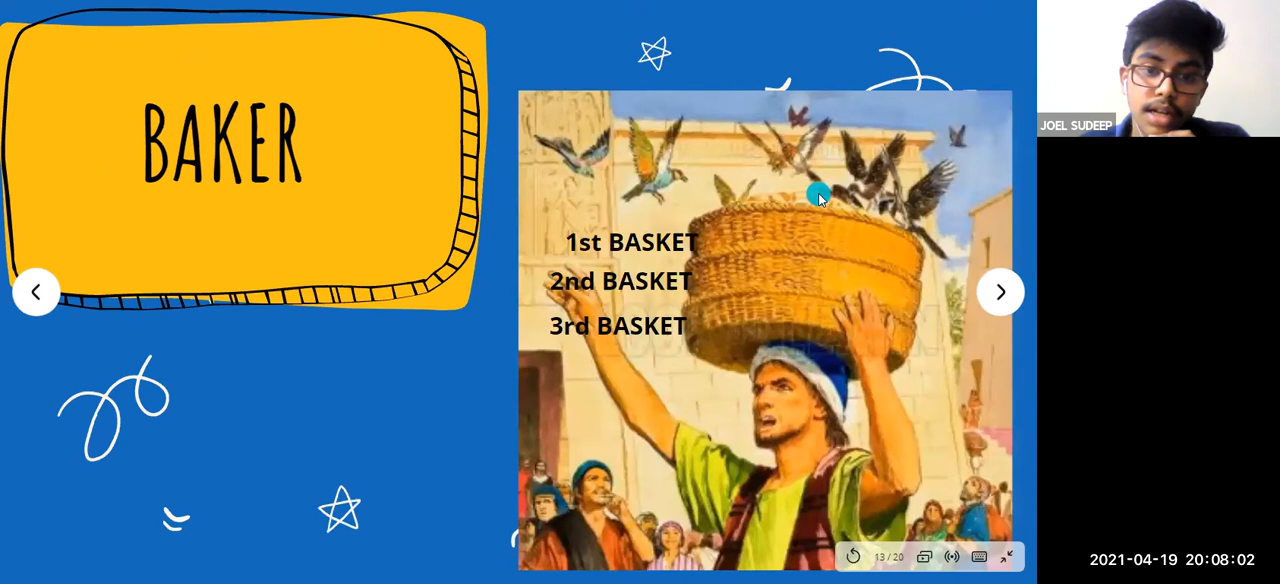 BAKER
1st BASKET
2nd BASKET
3rd BASKET
JOEL SUDEEP
13 / 20
2021-04-19 20:08:02